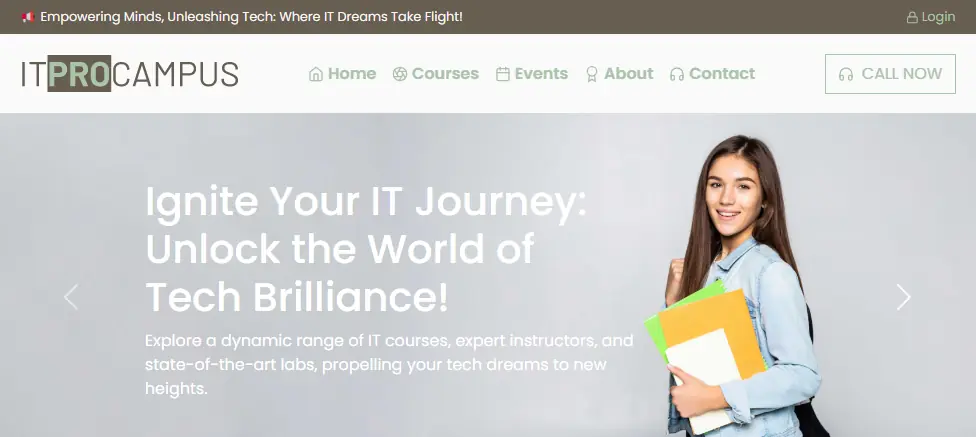 Empowering Minds, Unleashing Tech: Where IT Dreams Take Flight!
Login
ITPROCAMPUS
Home
Courses
Events
About
Contact
CALL NOW
Ignite Your IT Journey:
Unlock the World of
Tech Brilliance!
Explore a dynamic range of IT courses, expert instructors, and
state-of-the-art labs, propelling your tech dreams to new
heights.